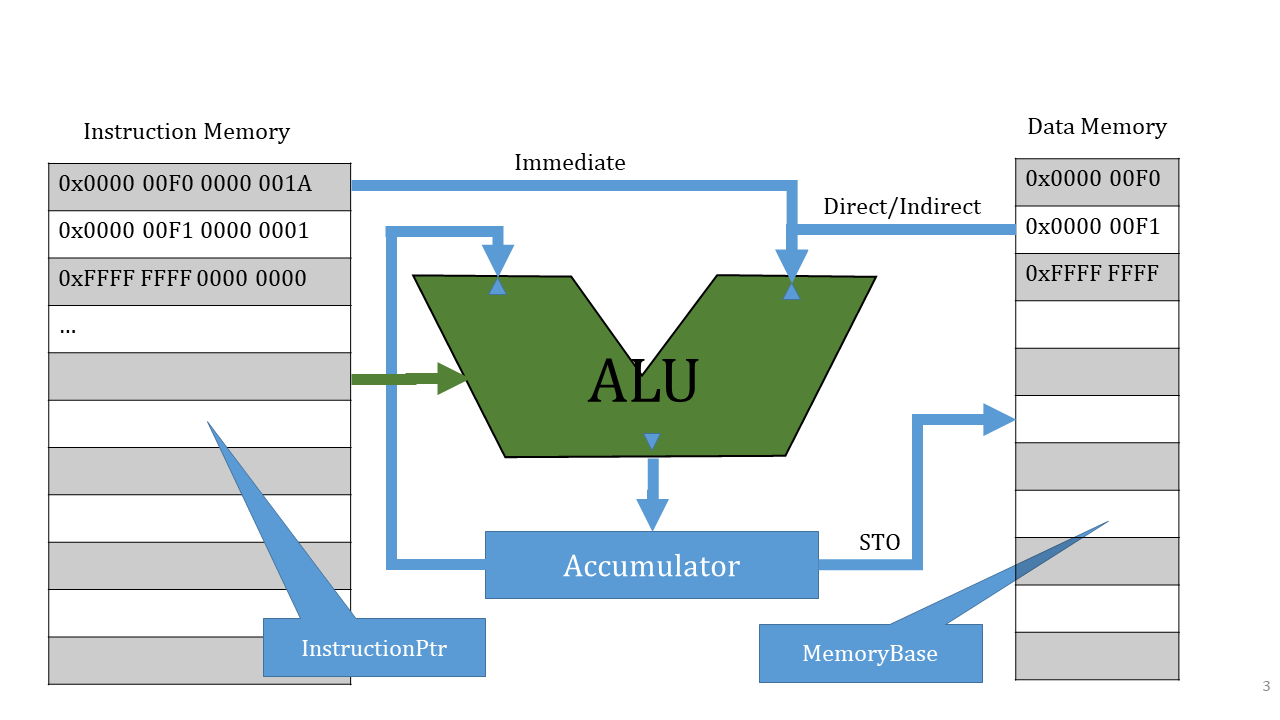 Instruction Memory
0x0000 00F0 0000 001A
0x0000 00F1 0000 0001
0xFFFF FFFF 0000 0000
...
Immediate
Direct/Indirect
Data Memory
0x0000 00F0
0x0000 00F1
0xFFFF FFFF
ALU
Accumulator
STO
InstructionPtr
MemoryBase
3